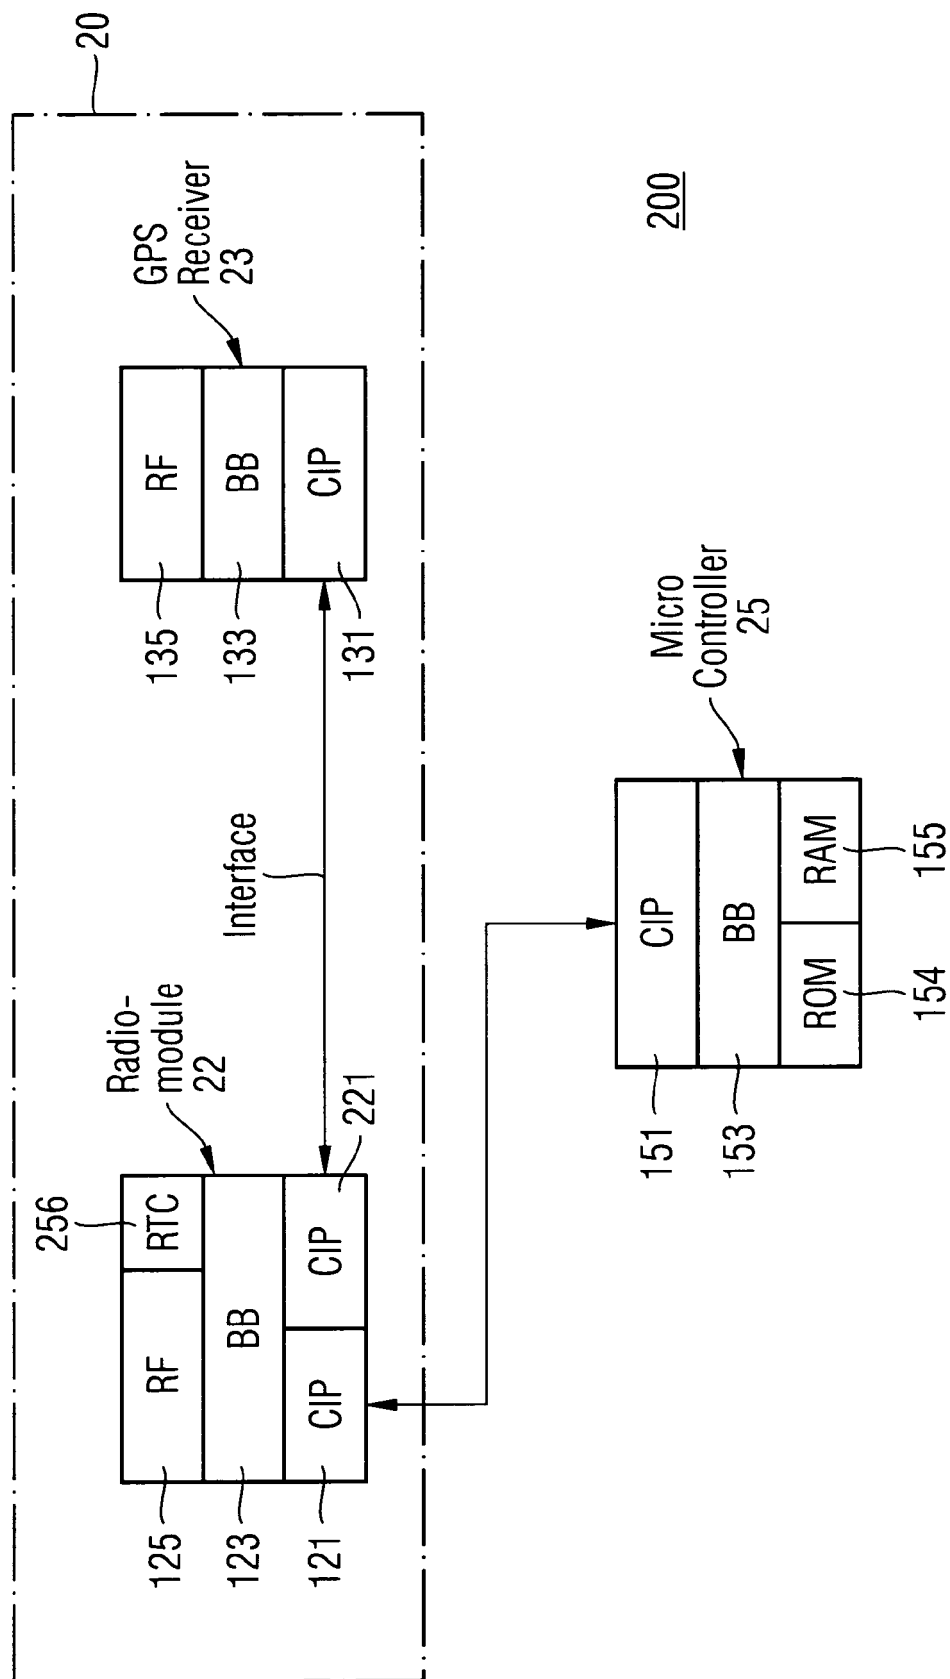 20
Radio-
module
22
GPS
Receiver
23
256
125
RF
RTC
123
BB
121
CIP
CIP
221
Interface
RF
135
BB
133
CIP
131
200
Micro
Controller
25
151
CIP
153
BB
ROM
RAM
154
155